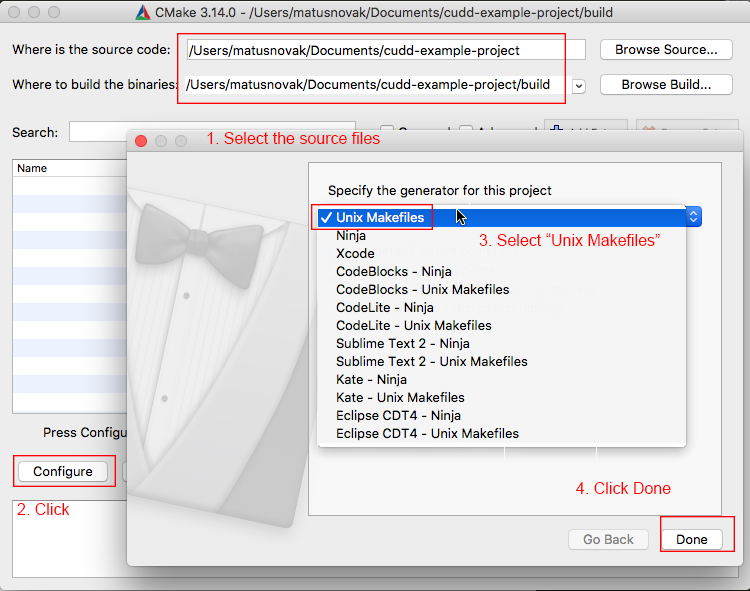 CMake 3.14.0 - /Users/matusnovak/Documents/cudd-example-project/build
Where is the source code: /Users/matusnovak/Documents/cudd-example-project Browse Source...
Where to build the binaries: /Users/matusnovak/Documents/cudd-example-project/build Browse Build...
Search:
1. Select the source files
Name
Specify the generator for this project
✓ Unix Makefiles
Ninja
3. Select “Unix Makefiles”
Xcode
CodeBlocks - Ninja
CodeBlocks - Unix Makefiles
CodeLite - Ninja
CodeLite - Unix Makefiles
Sublime Text 2 - Ninja
Sublime Text 2 - Unix Makefiles
Kate - Ninja
Kate - Unix Makefiles
Eclipse CDT4 - Ninja
Eclipse CDT4 - Unix Makefiles
Press Configu
Configure
4. Click Done
2. Click
Go Back Done